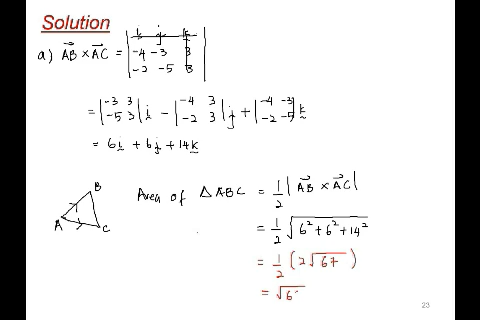 Solution
a) AB × AC = | i j k |
| -4 -3 3 |
| -2 -5 3 |
= | -3 3 | i - | -4 3 | j + | -4 -3 | k
| -5 3 | | -2 3 | | -2 -5 |
= 6i + 6j + 14k
Area of △ABC = 1/2 | AB × AC |
B
A
C
= 1/2 √6² + 6² + 14²
= 1/2 ( 2√67 )
= √6
23